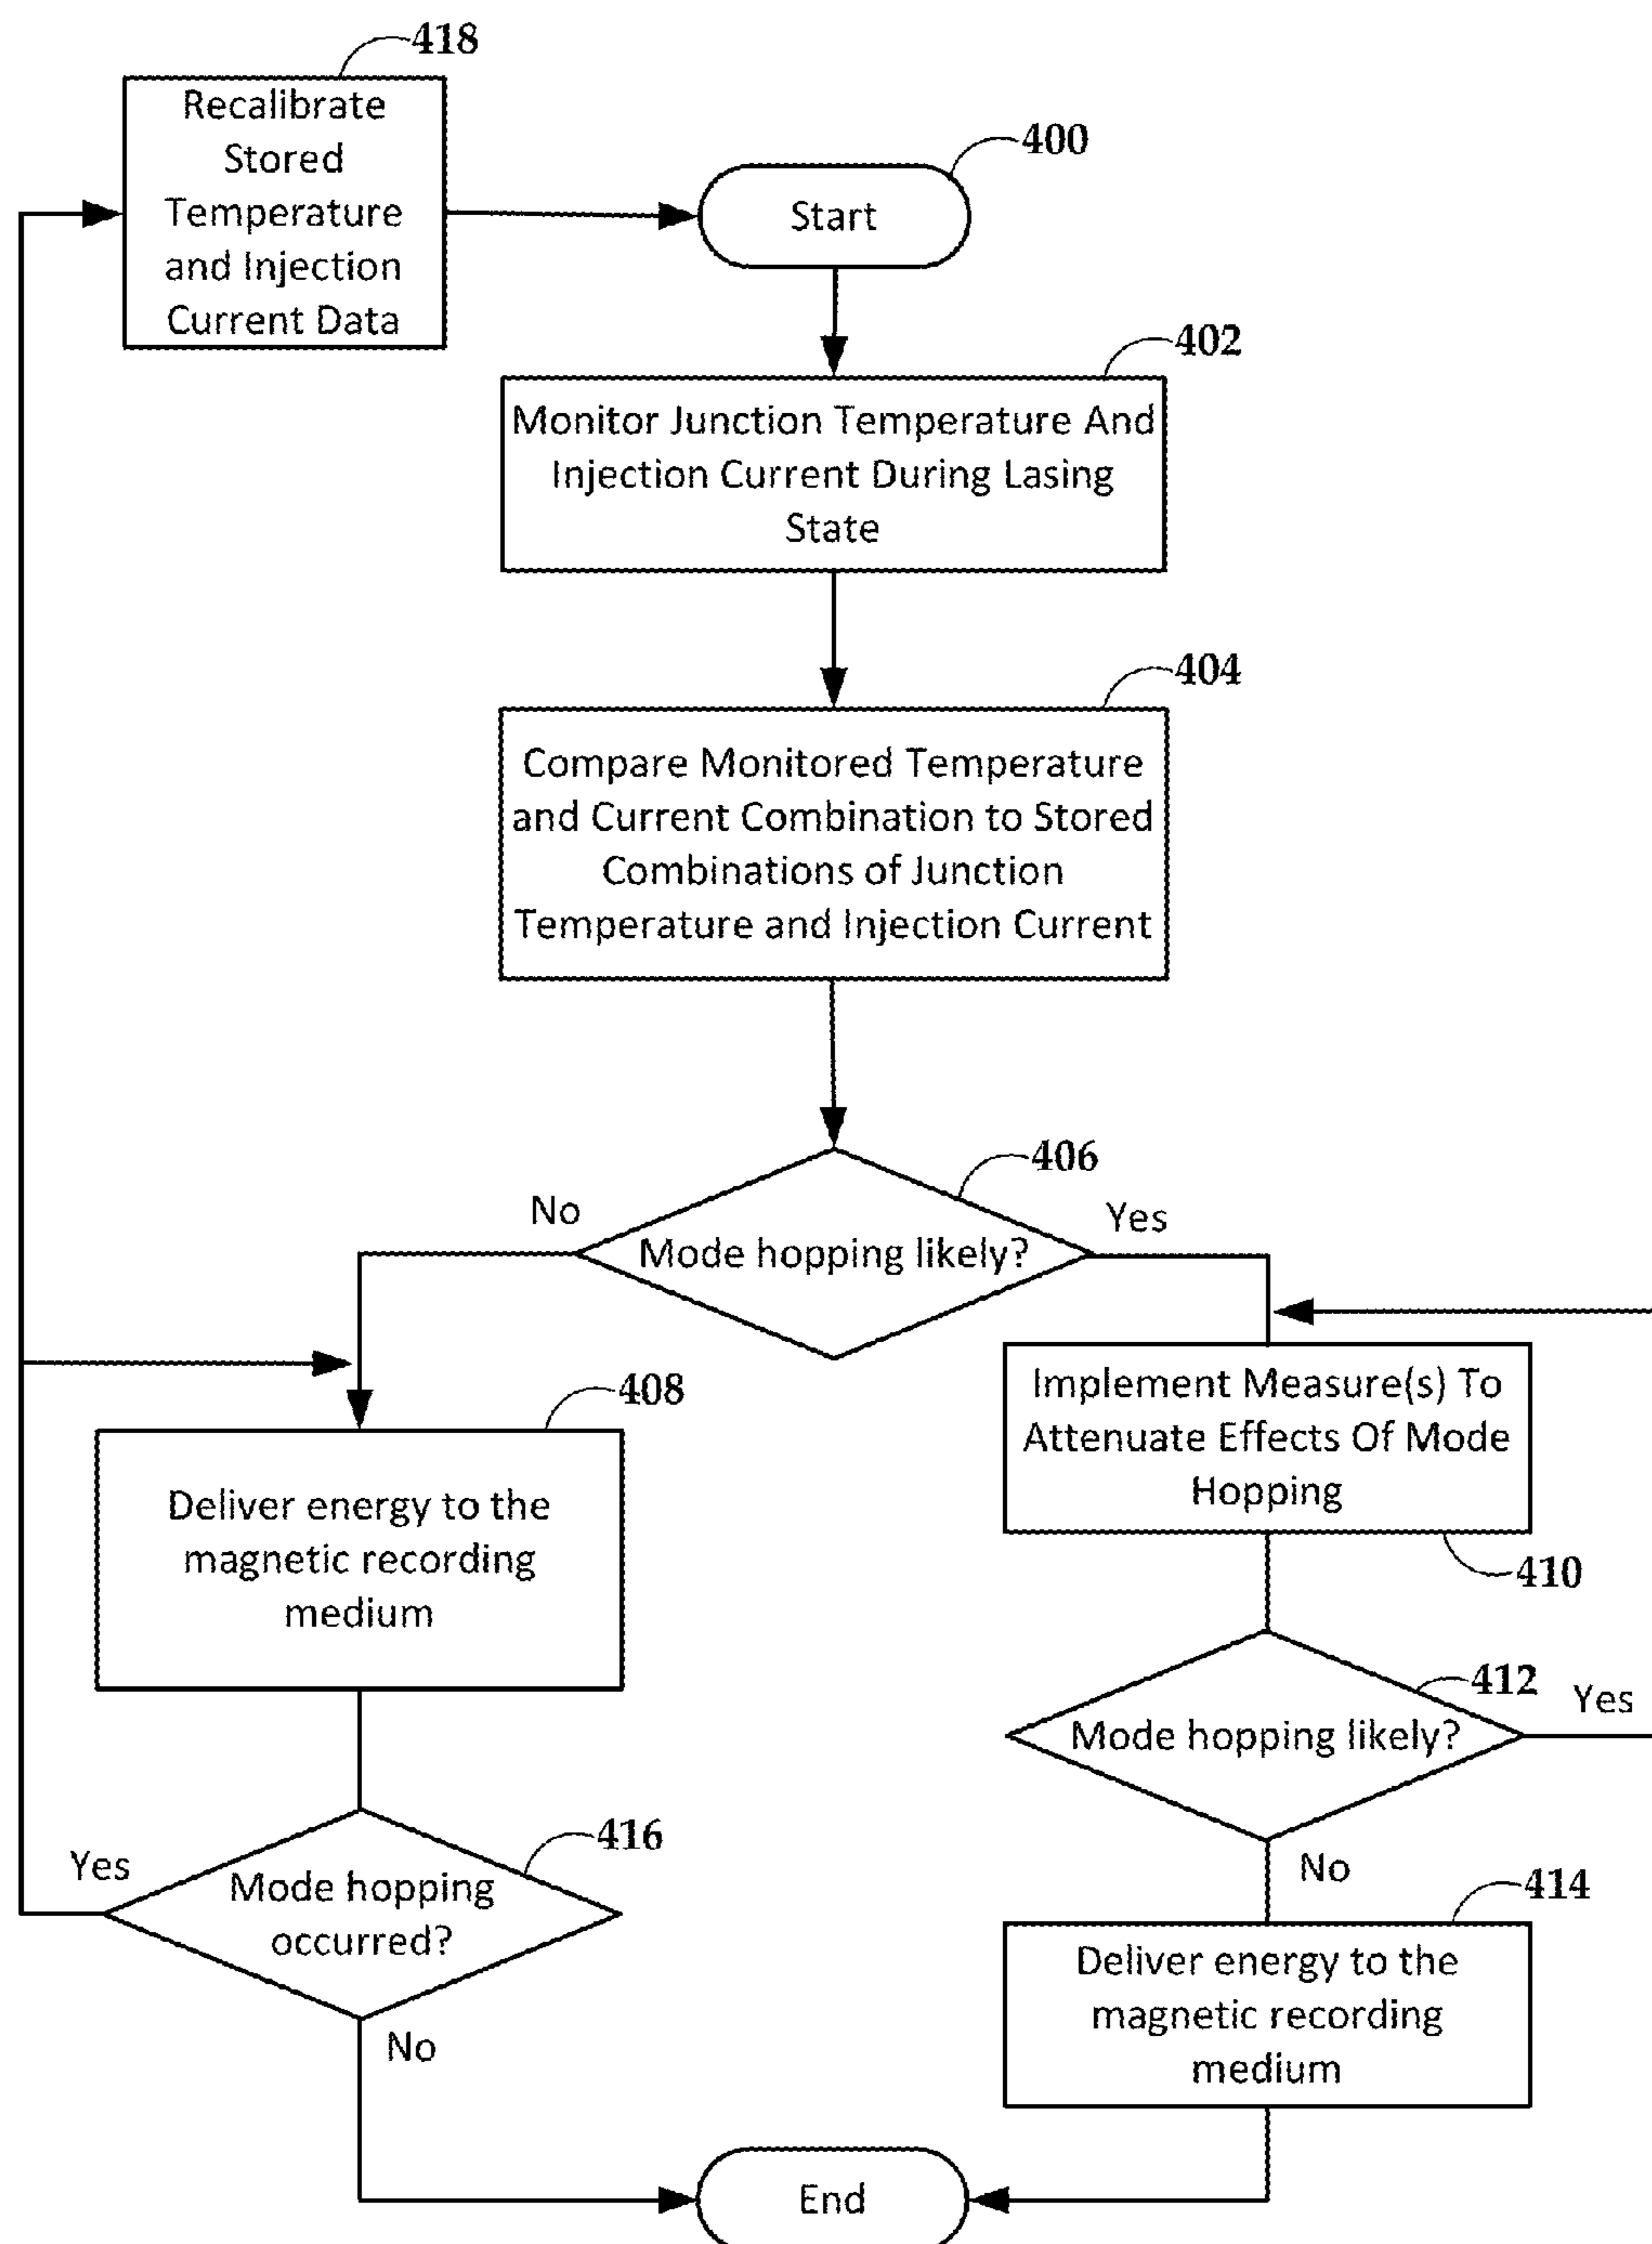 418
Recalibrate
Stored
Temperature
and Injection
Current Data
400
Start
402
Monitor Junction Temperature And
Injection Current During Lasing
State
404
Compare Monitored Temperature
and Current Combination to Stored
Combinations of Junction
Temperature and Injection Current
406
No
Yes
Mode hopping likely?
408
Deliver energy to the
magnetic recording
medium
Implement Measure(s) To
Attenuate Effects Of Mode
Hopping
410
412
Yes
Mode hopping likely?
No
416
Yes
Mode hopping
occurred?
No
414
Deliver energy to the
magnetic recording
medium
End